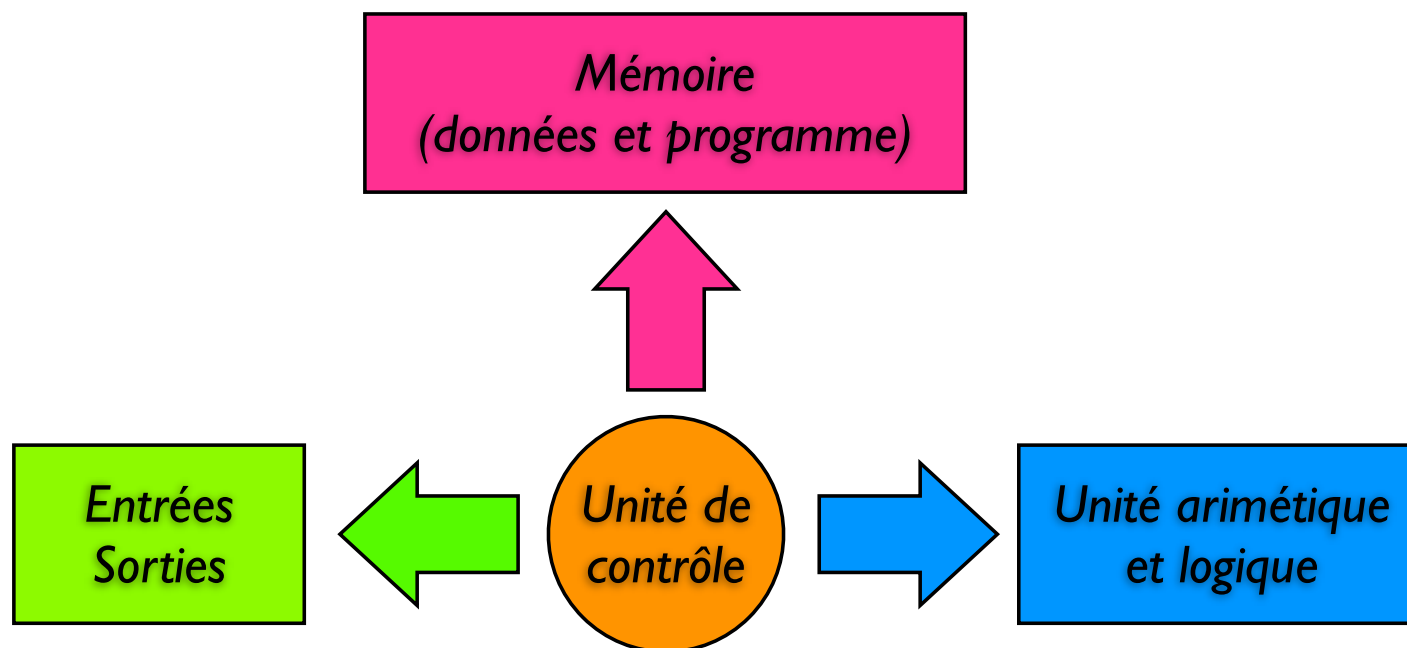 Mémoire
(données et programme)
Entrées
Sorties
Unité de
contrôle
Unité arimétique
et logique